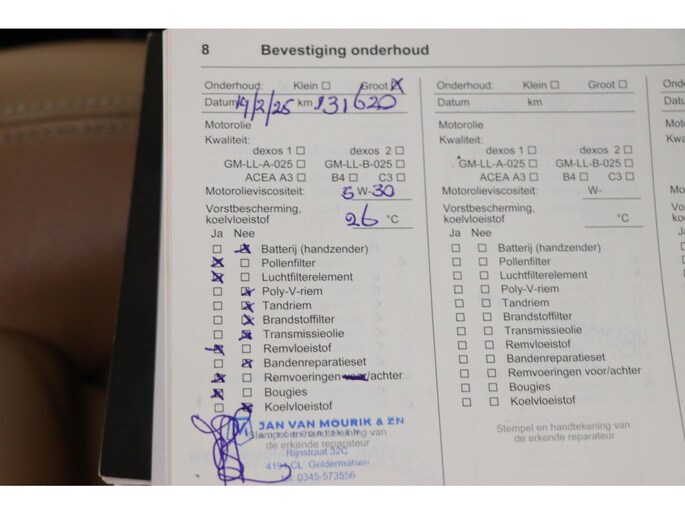 8 Bevestiging onderhoud
Onderhoud: Klein ☐ Groot ☒
Datum 19/2/25 km 131620
Motorolie
Kwaliteit:
dexos 1 ☐ dexos 2 ☐
GM-LL-A-025 ☐ GM-LL-B-025 ☐
ACEA A3 ☐ B4 ☐ C3 ☐
Motorolieviscositeit: 5 W-30
Vorstbescherming,
koelvloeistof 26 °C
Ja Nee
☐ ☒ Batterij (handzender)
☒ ☐ Pollenfilter
☒ ☐ Luchtfilterelement
☐ ☒ Poly-V-riem
☐ ☒ Tandriem
☐ ☒ Brandstoffilter
☐ ☒ Transmissieolie
☒ ☐ Remvloeistof
☐ ☒ Bandenreparatieset
☒ ☐ Remvoeringen voor/achter
☒ ☐ Bougies
☐ ☒ Koelvloeistof
JAN VAN MOURIK & ZN
de erkende reparateur
Rijnstraat 32C
CL Geldermalsen
tel. 0345-573556
Onderhoud: Klein ☐ Groot ☐
Datum km
Motorolie
Kwaliteit:
dexos 1 ☐ dexos 2 ☐
GM-LL-A-025 ☐ GM-LL-B-025 ☐
ACEA A3 ☐ B4 ☐ C3 ☐
Motorolieviscositeit: W-
Vorstbescherming,
koelvloeistof °C
Ja Nee
☐ ☐ Batterij (handzender)
☐ ☐ Pollenfilter
☐ ☐ Luchtfilterelement
☐ ☐ Poly-V-riem
☐ ☐ Tandriem
☐ ☐ Brandstoffilter
☐ ☐ Transmissieolie
☐ ☐ Remvloeistof
☐ ☐ Bandenreparatieset
☐ ☐ Remvoeringen voor/achter
☐ ☐ Bougies
☐ ☐ Koelvloeistof
Stempel en handtekening van
de erkende reparateur